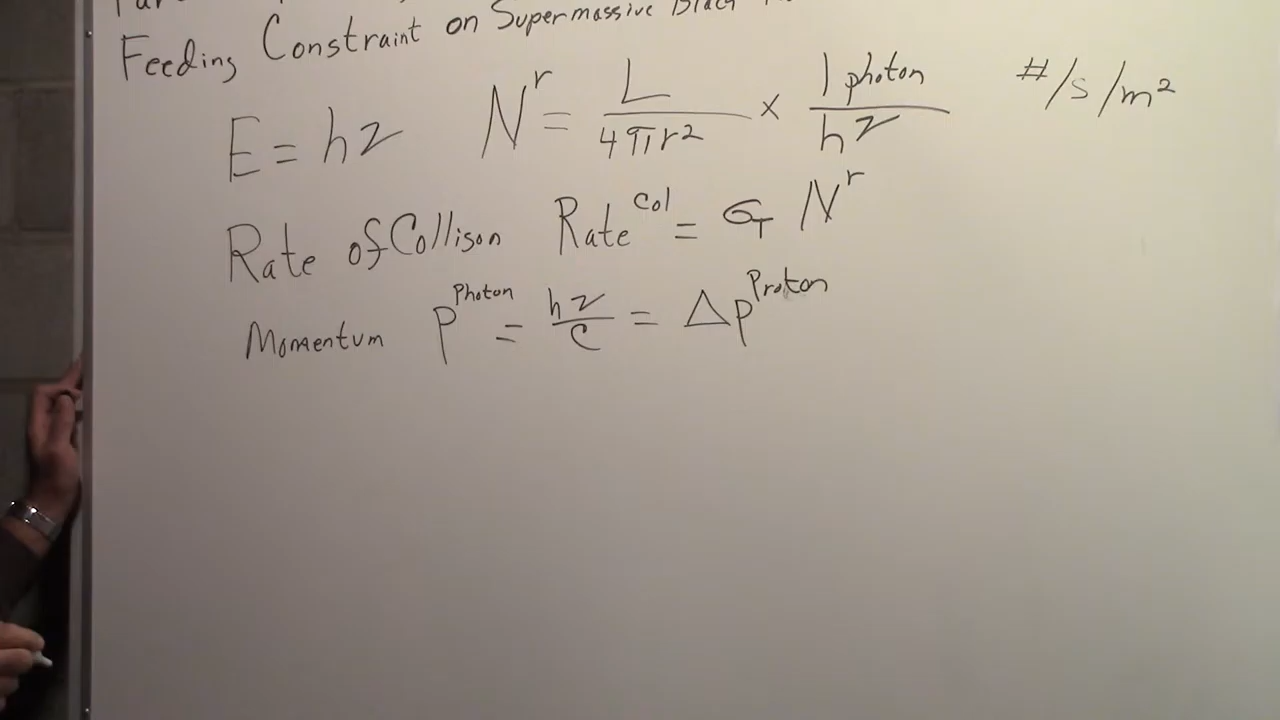 Feeding Constraint on Supermassive Black
E = hν N^r = L / 4πr² × 1 photon / hν #/s/m²
Rate of Collison Rate^Col = σ_T N^r
Momentum P^Photon = hν / c = Δp^Proton